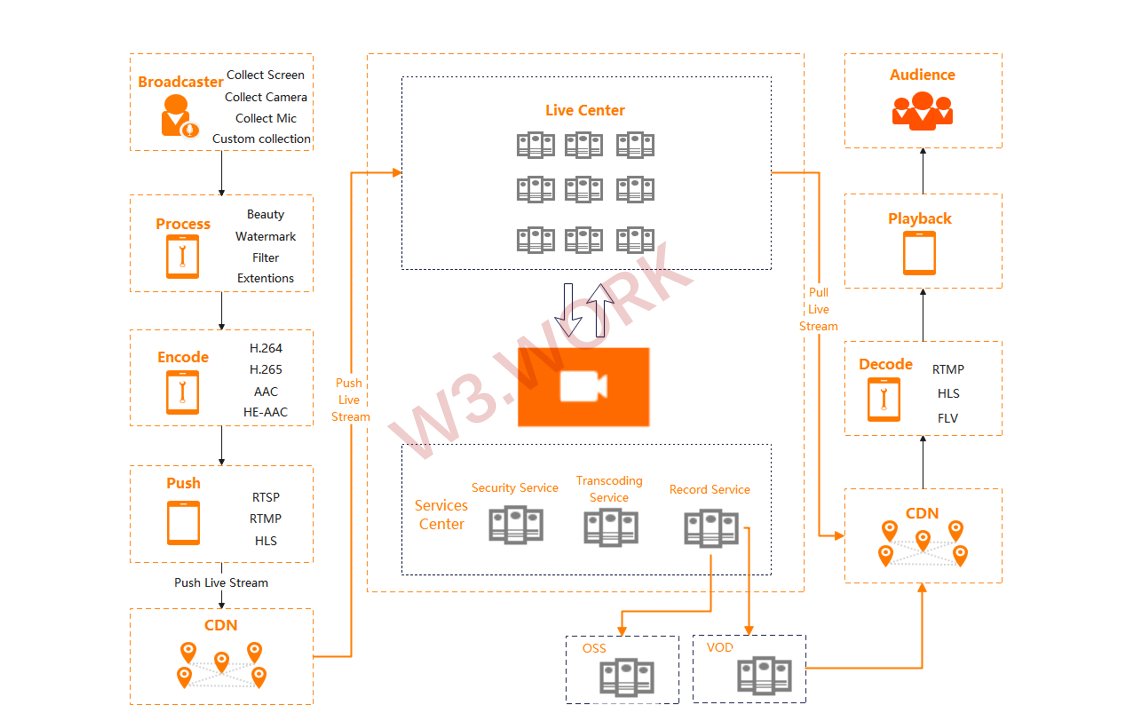 Broadcaster
Collect Screen
Collect Camera
Collect Mic
Custom collection
Process
Beauty
Watermark
Filter
Extentions
Encode
H.264
H.265
AAC
HE-AAC
Push
RTSP
RTMP
HLS
Push Live Stream
CDN
Push
Live
Stream
Live Center
W3.WORK
Services
Center
Security Service
Transcoding
Service
Record Service
OSS
VOD
Pull
Live
Stream
Audience
Playback
Decode
RTMP
HLS
FLV
CDN